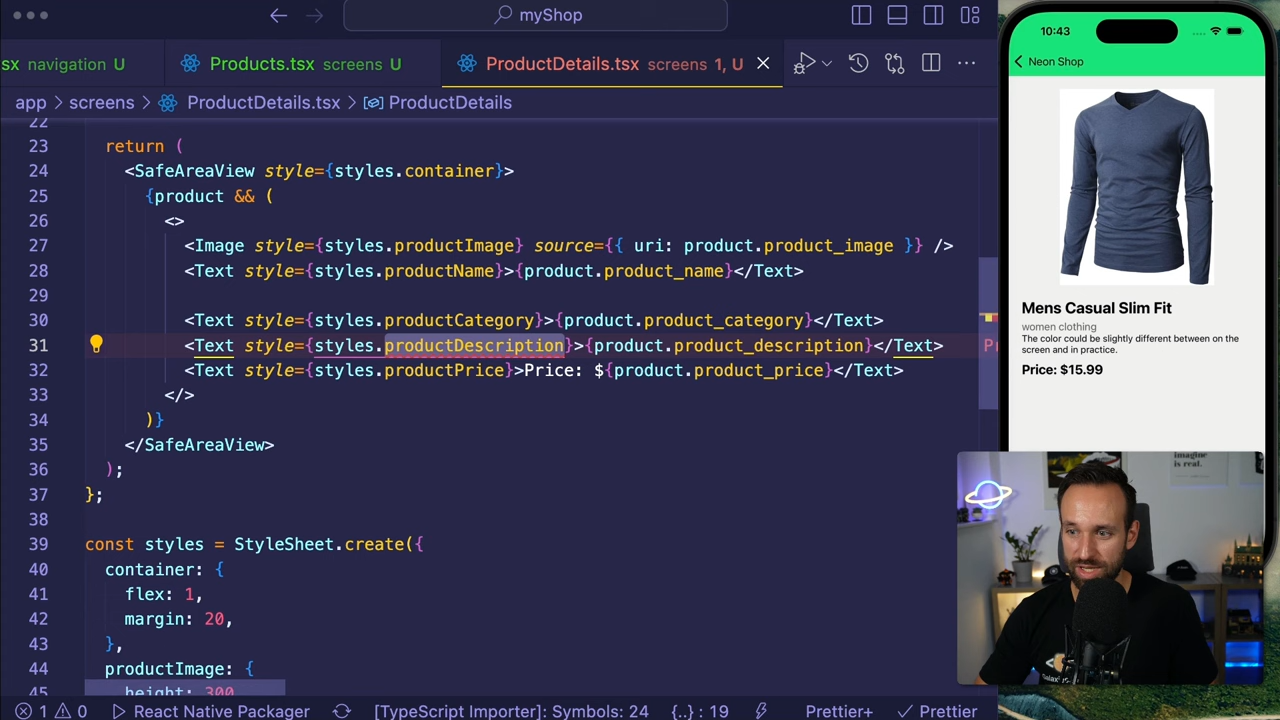 myShop
sx navigation U
Products.tsx screens U
ProductDetails.tsx screens 1, U
app > screens > ProductDetails.tsx > ProductDetails
22
23 return (
24 <SafeAreaView style={styles.container}>
25 {product && (
26 <>
27 <Image style={styles.productImage} source={{ uri: product.product_image }} />
28 <Text style={styles.productName}>{product.product_name}</Text>
29
30 <Text style={styles.productCategory}>{product.product_category}</Text>
31 <Text style={styles.productDescription}>{product.product_description}</Text> P
32 <Text style={styles.productPrice}>Price: ${product.product_price}</Text>
33 </>
34 )}
35 </SafeAreaView>
36 );
37 };
38
39 const styles = StyleSheet.create({
40 container: {
41 flex: 1,
42 margin: 20,
43 },
44 productImage: {
45 height: 300
1 0 React Native Packager [TypeScript Importer]: Symbols: 24 {..} : 19 Prettier+ Prettier
10:43
Neon Shop
Mens Casual Slim Fit
women clothing
The color could be slightly different between on the
screen and in practice.
Price: $15.99
imagine
is real.